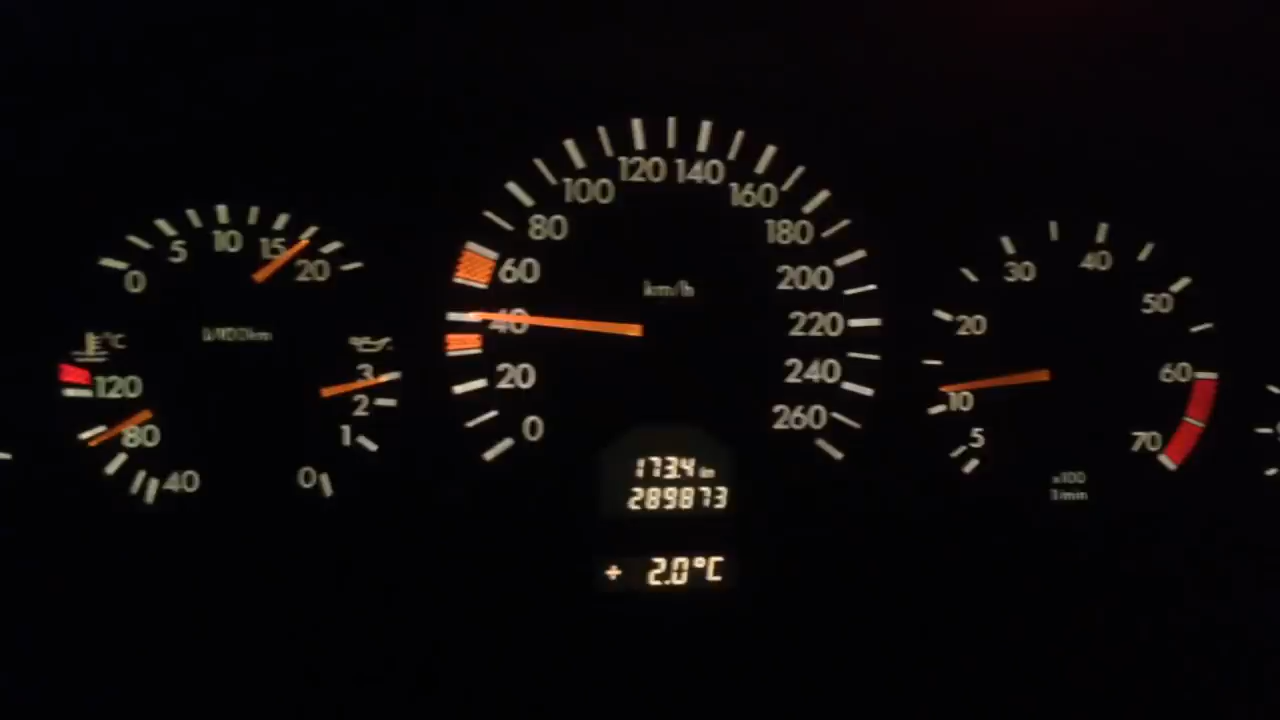 0 5 10 15 20
l/100km
°C
120
80
40
3
2
1
0
0 20 40 60 80 100 120 140 160 180 200 220 240 260
km/h
173.4 km
289873
+ 2.0°C
5 10 20 30 40 50 60 70
x100
1/min